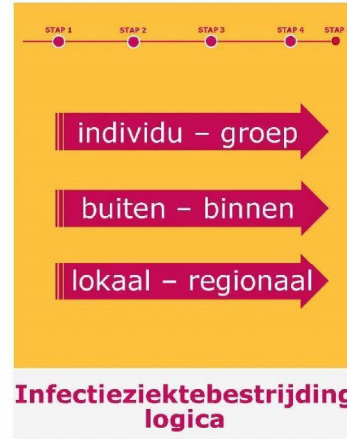 STAP 1 STAP 2 STAP 3 STAP 4 STAP
individu – groep
buiten – binnen
lokaal – regionaal
Infectieziektebestrijding
logica